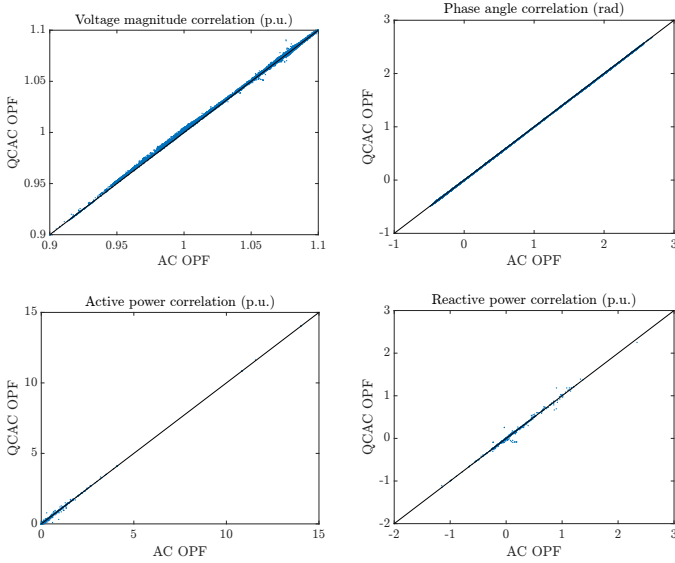 Voltage magnitude correlation (p.u.)
1.1
1.05
1
0.95
0.9
QCAC OPF
0.9 0.95 1 1.05 1.1
AC OPF
Phase angle correlation (rad)
3
2
1
0
-1
QCAC OPF
-1 0 1 2 3
AC OPF
Active power correlation (p.u.)
15
10
5
0
QCAC OPF
0 5 10 15
AC OPF
Reactive power correlation (p.u.)
3
2
1
0
-1
-2
QCAC OPF
-2 -1 0 1 2 3
AC OPF